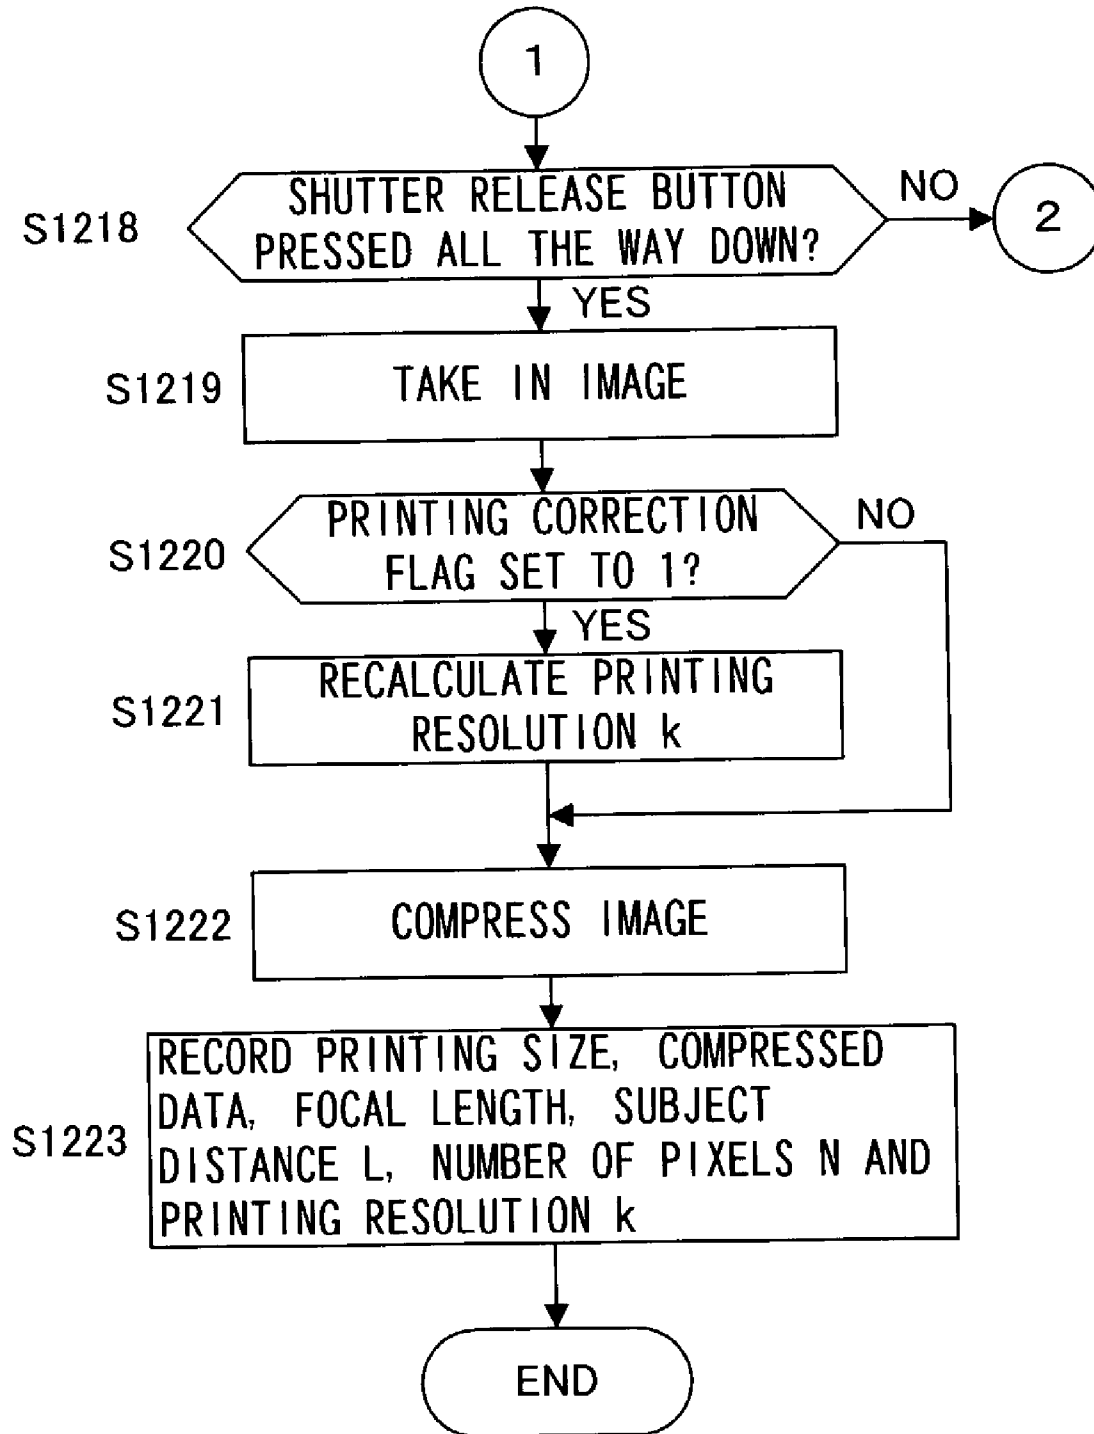 1
S1218
SHUTTER RELEASE BUTTON
PRESSED ALL THE WAY DOWN?
NO
2
YES
S1219
TAKE IN IMAGE
S1220
PRINTING CORRECTION
FLAG SET TO 1?
NO
YES
S1221
RECALCULATE PRINTING
RESOLUTION k
S1222
COMPRESS IMAGE
S1223
RECORD PRINTING SIZE, COMPRESSED
DATA, FOCAL LENGTH, SUBJECT
DISTANCE L, NUMBER OF PIXELS N AND
PRINTING RESOLUTION k
END